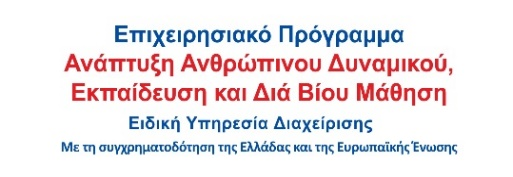 Επιχειρησιακό Πρόγραμμα
Ανάπτυξη Ανθρώπινου Δυναμικού,
Εκπαίδευση και Διά Βίου Μάθηση
Ειδική Υπηρεσία Διαχείρισης
Με τη συγχρηματοδότηση της Ελλάδας και της Ευρωπαϊκής Ένωσης